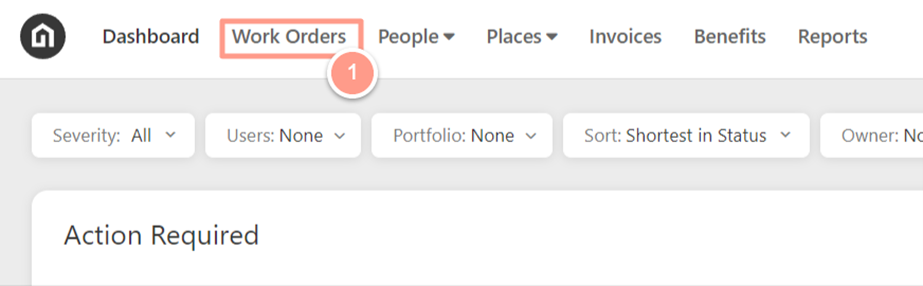 Dashboard Work Orders People Places Invoices Benefits Reports
1
Severity: All Users: None Portfolio: None Sort: Shortest in Status Owner:
Action Required